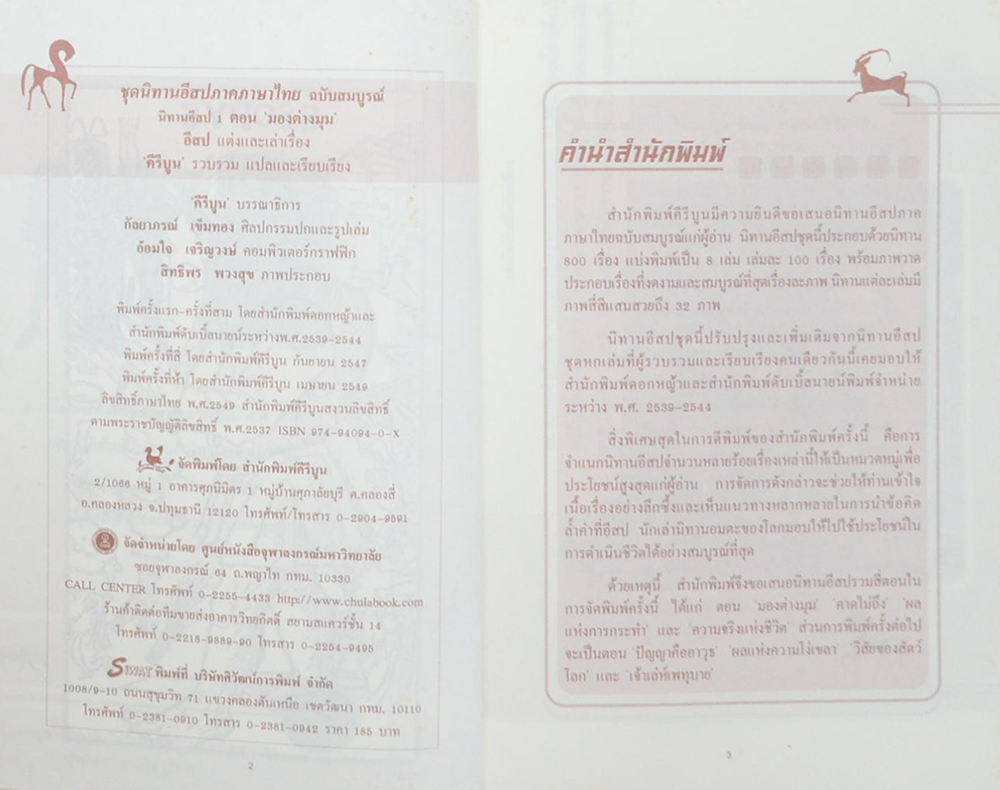 ชุดนิทานอีสปภาคภาษาไทย ฉบับสมบูรณ์
นิทานอีสป 1 ตอน 'มองต่างมุม'
อีสป แต่งและเล่าเรื่อง
'คีรีบูน' รวบรวม แปลและเรียบเรียง
'คีรีบูน' บรรณาธิการ
กัลยาภรณ์ เข็มทอง ศิลปกรรมปกและรูปเล่ม
อ้อมใจ เจริญวงษ์ คอมพิวเตอร์กราฟฟิก
สิทธิพร พวงสุข ภาพประกอบ
พิมพ์ครั้งแรก-ครั้งที่สาม โดยสำนักพิมพ์ดอกหญ้าและ
สำนักพิมพ์ดับเบิ้ลนายน์ระหว่างพ.ศ.2539-2544
พิมพ์ครั้งที่สี่ โดยสำนักพิมพ์คีรีบูน กันยายน 2547
พิมพ์ครั้งที่ห้า โดยสำนักพิมพ์คีรีบูน เมษายน 2549
ลิขสิทธิ์ภาษาไทย พ.ศ.2549 สำนักพิมพ์คีรีบูนสงวนลิขสิทธิ์
ตามพระราชบัญญัติลิขสิทธิ์ พ.ศ.2537 ISBN 974-94094-0-X
จัดพิมพ์โดย สำนักพิมพ์คีรีบูน
2/1066 หมู่ 1 อาคารศุภนิมิตร 1 หมู่บ้านศุภาลัยบุรี ต.คลองสี่
อ.คลองหลวง จ.ปทุมธานี 12120 โทรศัพท์/โทรสาร 0-2904-9591
จัดจำหน่ายโดย ศูนย์หนังสือจุฬาลงกรณ์มหาวิทยาลัย
ซอยจุฬาลงกรณ์ 64 ถ.พญาไท กทม. 10330
CALL CENTER โทรศัพท์ 0-2255-4433 http://www.chulabook.com
ร้านค้าติดต่อทีมขายส่งอาคารวิทยกิตติ์ สยามสแควร์ชั้น 14
โทรศัพท์ 0-2218-9889-90 โทรสาร 0-2254-9495
SIWAT พิมพ์ที่ บริษัทศิวัฒน์การพิมพ์ จำกัด
1008/9-10 ถนนสุขุมวิท 71 แขวงคลองตันเหนือ เขตวัฒนา กทม. 10110
โทรศัพท์ 0-2381-0910 โทรสาร 0-2381-0942 ราคา 185 บาท
2
คำนำสำนักพิมพ์
สำนักพิมพ์คีรีบูนมีความยินดีขอเสนอนิทานอีสปภาค
ภาษาไทยฉบับสมบูรณ์แก่ผู้อ่าน นิทานอีสปชุดนี้ประกอบด้วยนิทาน
800 เรื่อง แบ่งพิมพ์เป็น 8 เล่ม เล่มละ 100 เรื่อง พร้อมภาพวาด
ประกอบเรื่องที่งดงามและสมบูรณ์ที่สุดเรื่องละภาพ นิทานแต่ละเล่มมี
ภาพสี่สีแสนสวยถึง 32 ภาพ
นิทานอีสปชุดนี้ปรับปรุงและเพิ่มเติมจากนิทานอีสป
ชุดหกเล่มที่ผู้รวบรวมและเรียบเรียงคนเดียวกันนี้เคยมอบให้
สำนักพิมพ์ดอกหญ้าและสำนักพิมพ์ดับเบิ้ลนายน์พิมพ์จำหน่าย
ระหว่าง พ.ศ. 2539-2544
สิ่งพิเศษสุดในการตีพิมพ์ของสำนักพิมพ์ครั้งนี้ คือการ
จำแนกนิทานอีสปจำนวนหลายร้อยเรื่องเหล่านี้ให้เป็นหมวดหมู่เพื่อ
ประโยชน์สูงสุดแก่ผู้อ่าน การจัดการดังกล่าวจะช่วยให้ท่านเข้าใจ
เนื้อเรื่องอย่างลึกซึ้งและเห็นแนวทางหลากหลายในการนำข้อคิด
ล้ำค่าที่อีสป นักเล่านิทานอมตะของโลกมอบให้ไปใช้ประโยชน์ใน
การดำเนินชีวิตได้อย่างสมบูรณ์ที่สุด
ด้วยเหตุนี้ สำนักพิมพ์จึงขอเสนอนิทานอีสปรวมสี่ตอนใน
การจัดพิมพ์ครั้งนี้ ได้แก่ ตอน 'มองต่างมุม' 'คาดไม่ถึง' 'ผล
แห่งการกระทำ' และ 'ความจริงแห่งชีวิต' ส่วนการพิมพ์ครั้งต่อไป
จะเป็นตอน 'ปัญญาคืออาวุธ' 'ผลแห่งความโง่เขลา' 'วิสัยของสัตว์
โลก' และ 'เจ้าเล่ห์เพทุบาย'
3